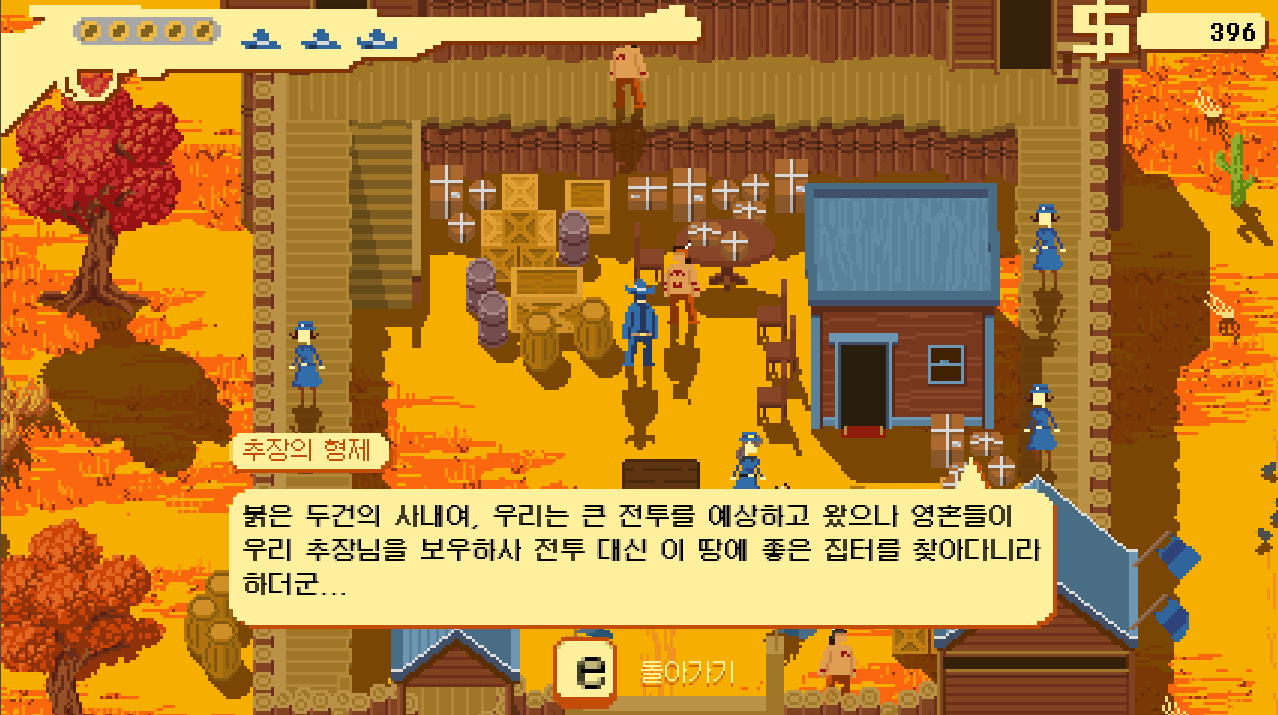 $ 396
추장의 형제
붉은 두건의 사내여, 우리는 큰 전투를 예상하고 왔으나 영혼들이
우리 추장님을 보우하사 전투 대신 이 땅에 좋은 집터를 찾아다니라
하더군...
e 돌아가기